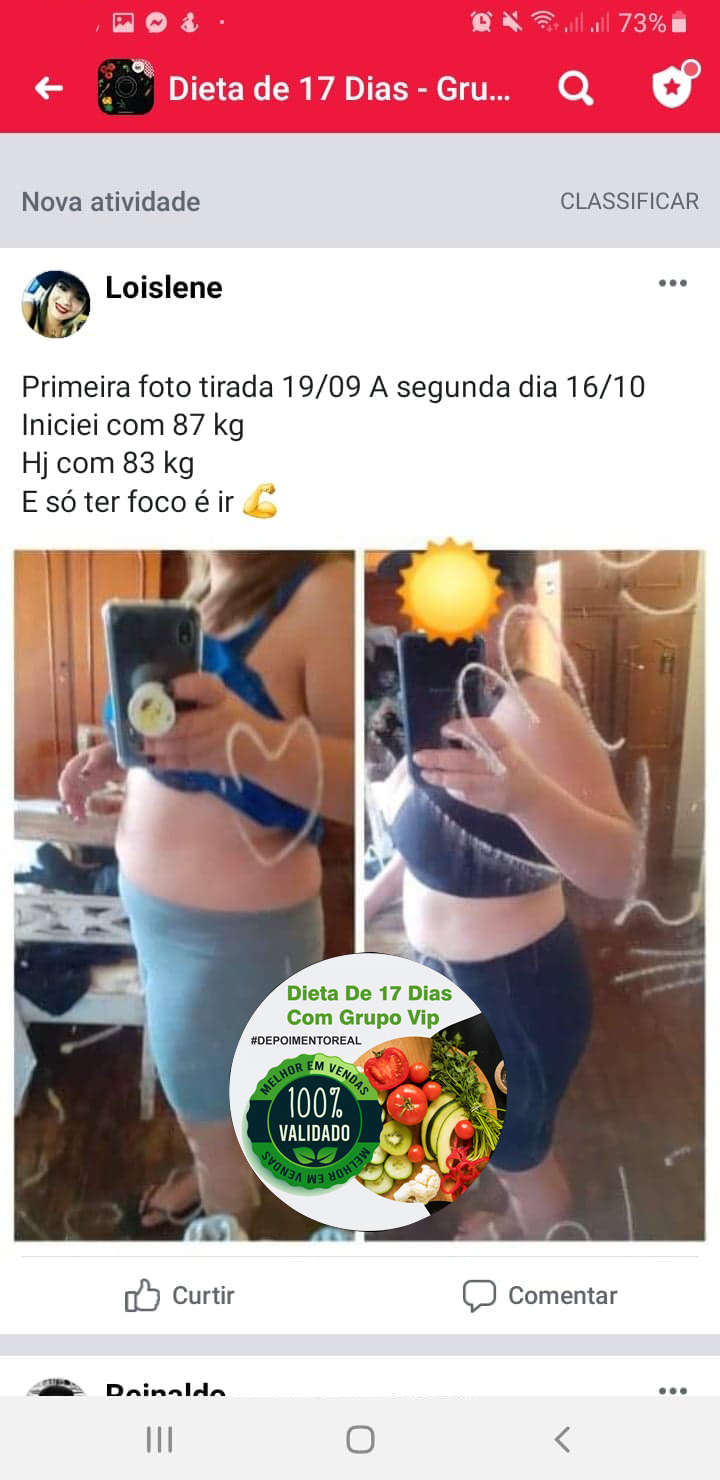 73%
Dieta de 17 Dias - Gru...
Nova atividade
CLASSIFICAR
Loislene
Primeira foto tirada 19/09 A segunda dia 16/10
Iniciei com 87 kg
Hj com 83 kg
E só ter foco é ir 💪
Dieta De 17 Dias
Com Grupo Vip
#DEPOIMENTOREAL
MELHOR EM VENDAS
100%
VALIDADO
MELHOR EM VENDAS
Curtir
Comentar
Reinaldo